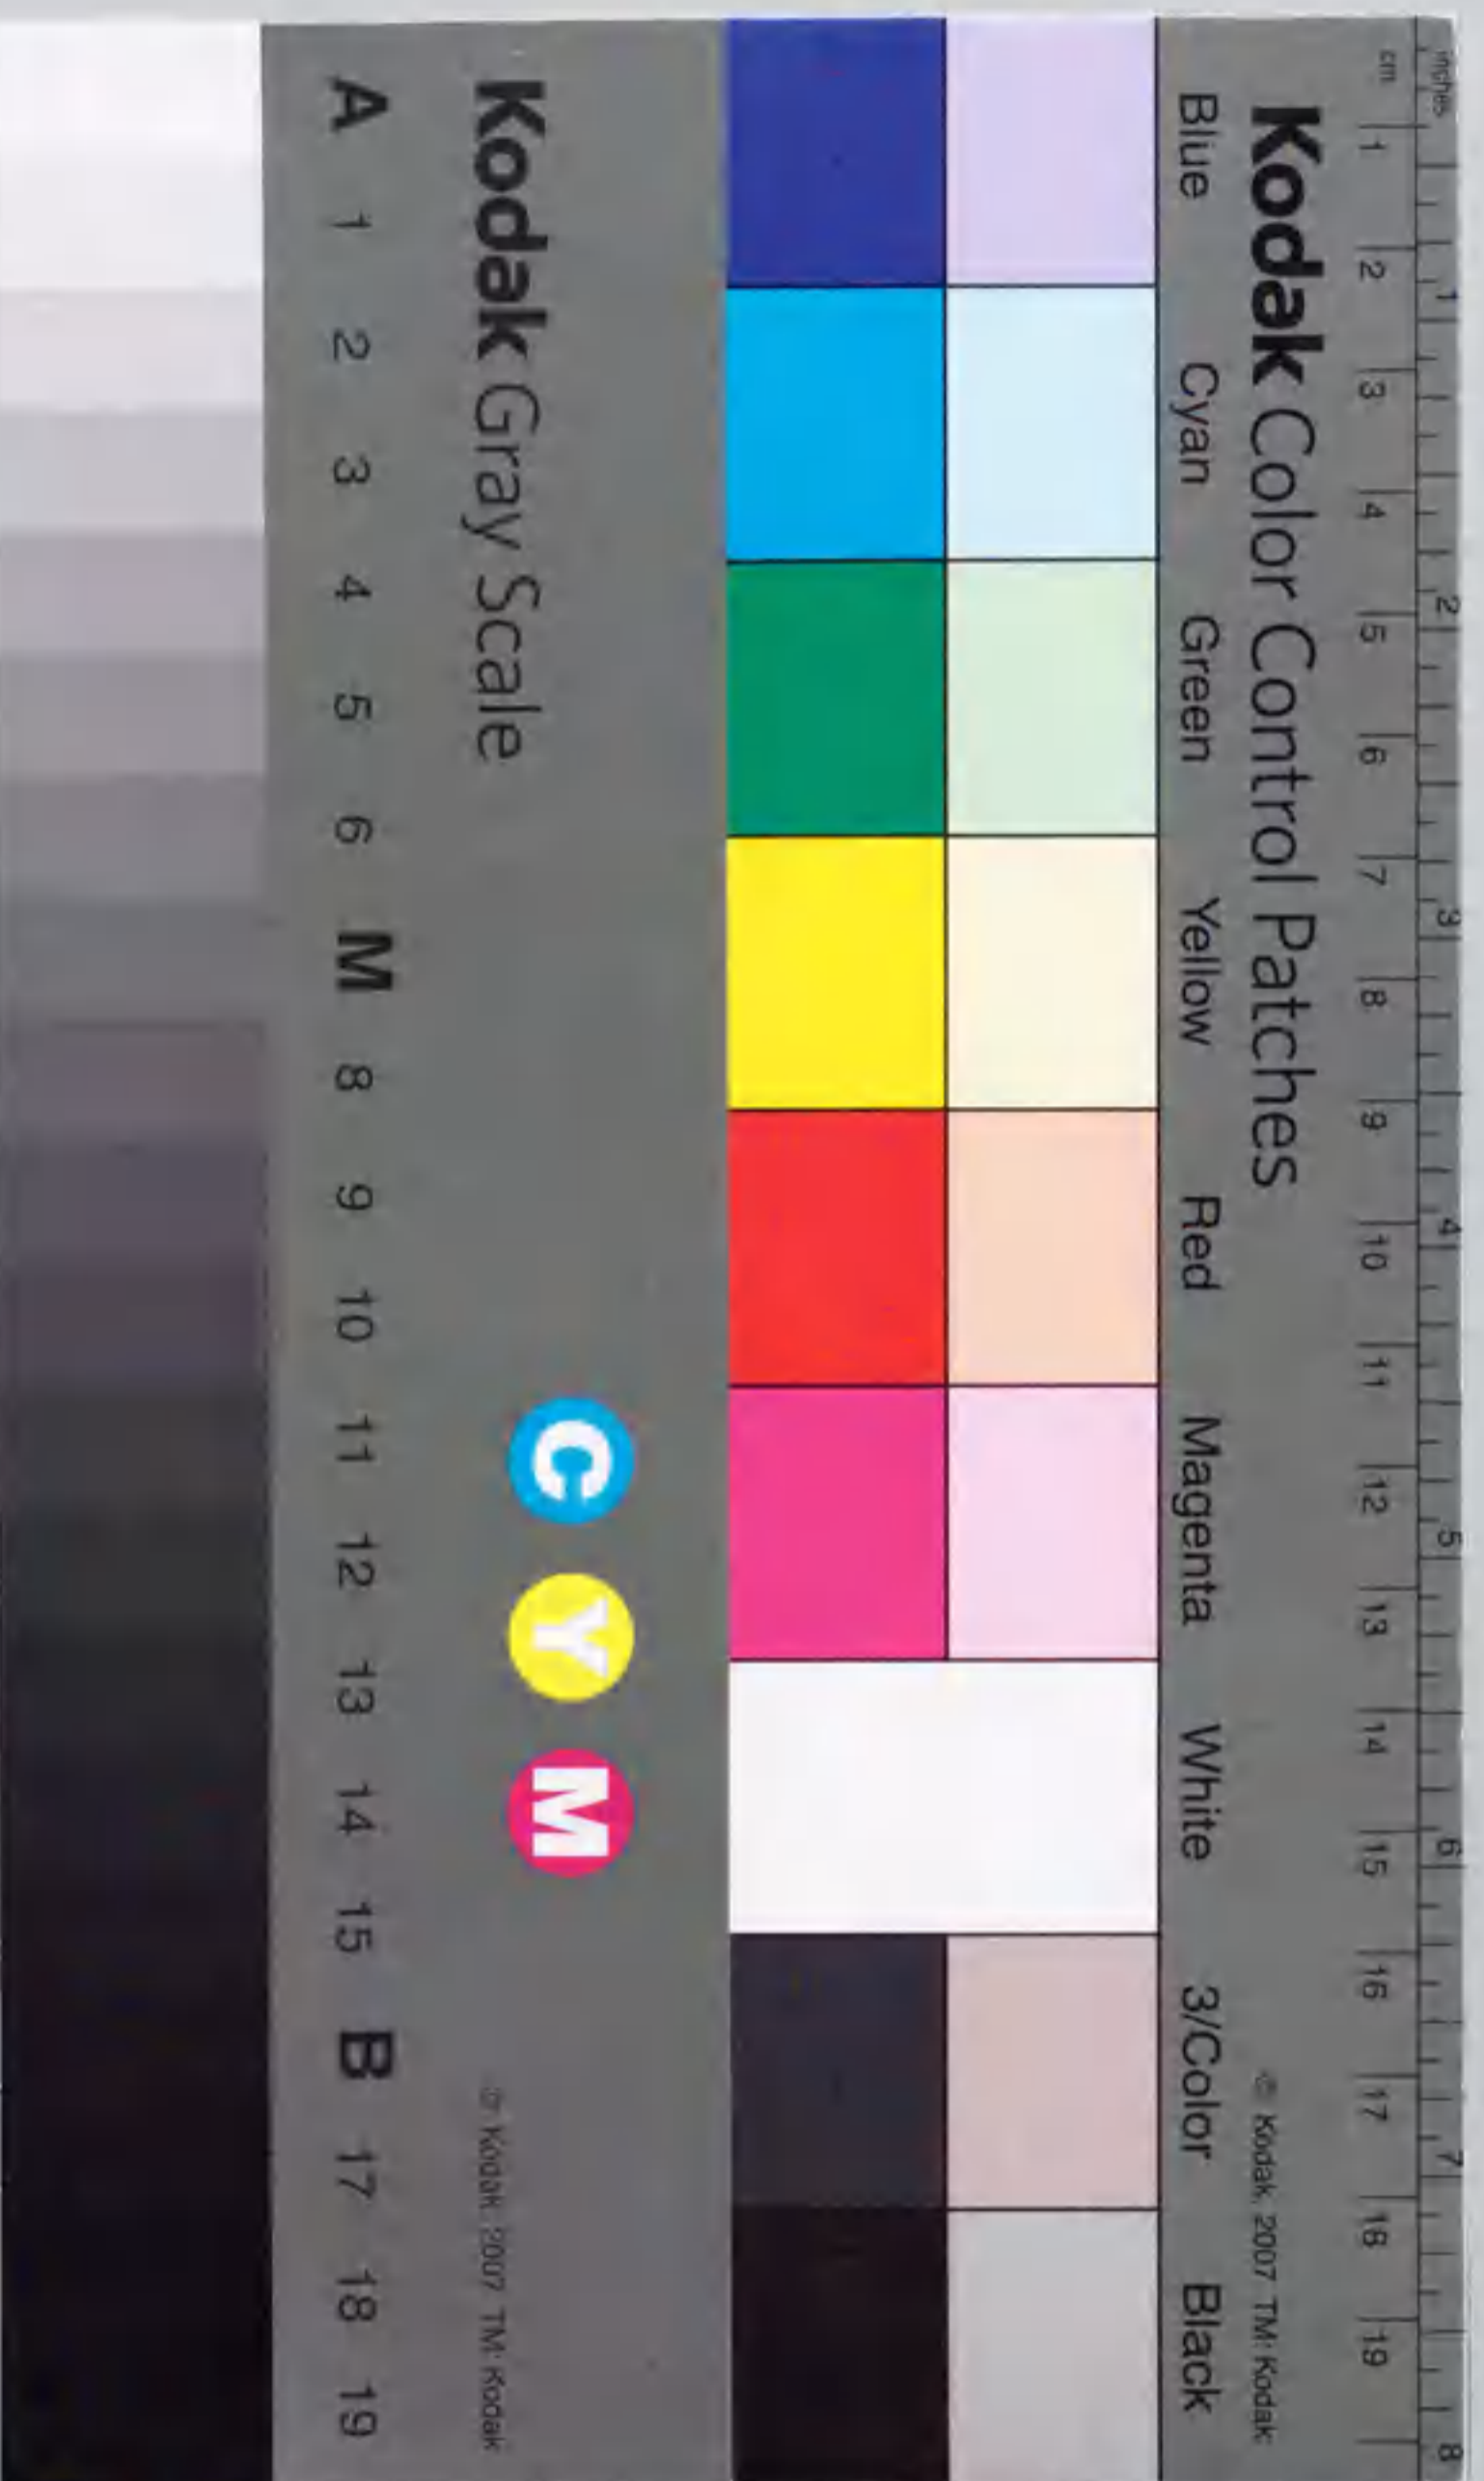 inches 1 2 3 4 5 6 7 8
cm 1 2 3 4 5 6 7 8 9 10 11 12 13 14 15 16 17 18 19
Kodak Color Control Patches © Kodak, 2007 TM: Kodak
Blue Cyan Green Yellow Red Magenta White 3/Color Black
C Y M
Kodak Gray Scale © Kodak, 2007 TM: Kodak
A 1 2 3 4 5 6 M 8 9 10 11 12 13 14 15 B 17 18 19